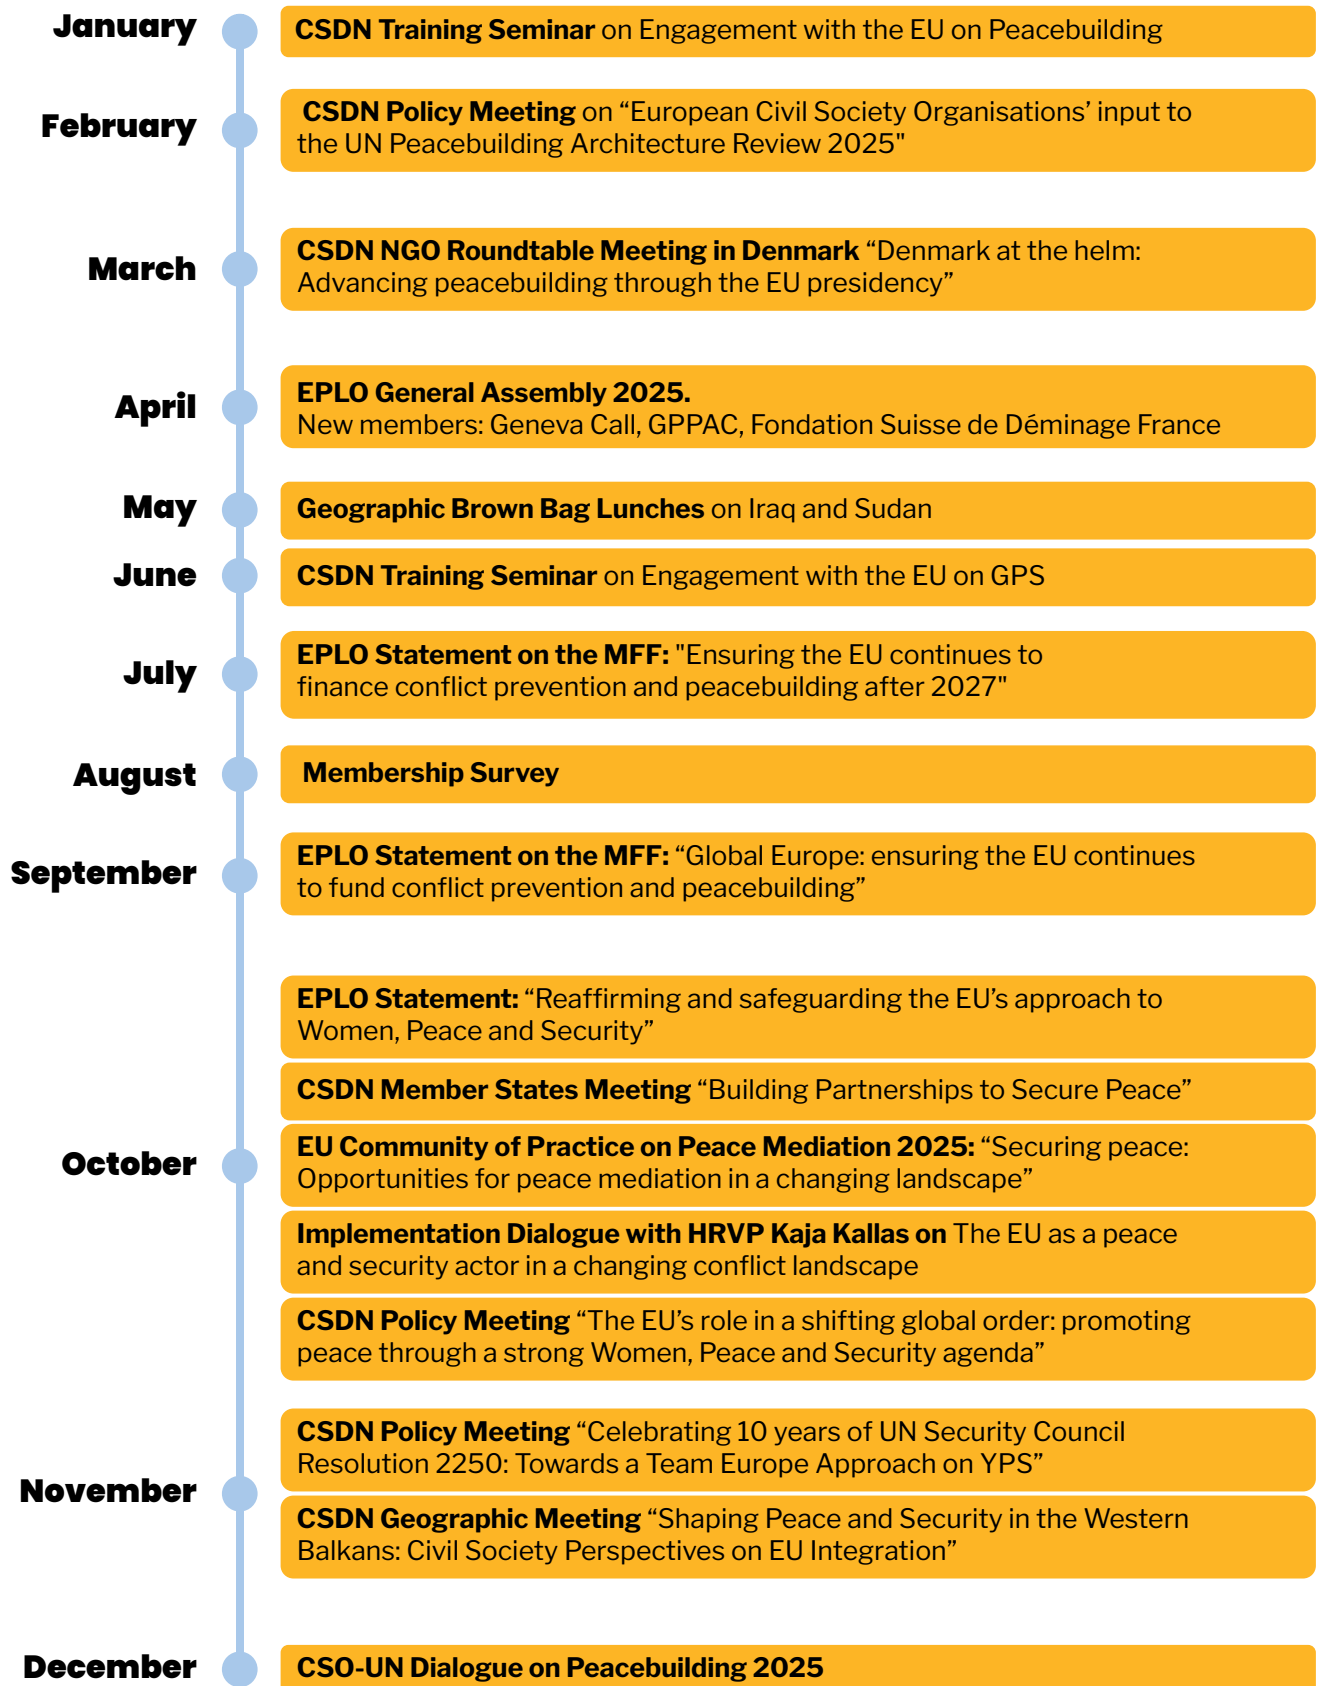 January
CSDN Training Seminar on Engagement with the EU on Peacebuilding
February
CSDN Policy Meeting on “European Civil Society Organisations’ input to
the UN Peacebuilding Architecture Review 2025"
March
CSDN NGO Roundtable Meeting in Denmark “Denmark at the helm:
Advancing peacebuilding through the EU presidency”
April
EPLO General Assembly 2025.
New members: Geneva Call, GPPAC, Fondation Suisse de Déminage France
May
Geographic Brown Bag Lunches on Iraq and Sudan
June
CSDN Training Seminar on Engagement with the EU on GPS
July
EPLO Statement on the MFF: "Ensuring the EU continues to
finance conflict prevention and peacebuilding after 2027"
August
Membership Survey
September
EPLO Statement on the MFF: “Global Europe: ensuring the EU continues
to fund conflict prevention and peacebuilding”
October
EPLO Statement: “Reaffirming and safeguarding the EU’s approach to
Women, Peace and Security”
CSDN Member States Meeting “Building Partnerships to Secure Peace”
EU Community of Practice on Peace Mediation 2025: “Securing peace:
Opportunities for peace mediation in a changing landscape”
Implementation Dialogue with HRVP Kaja Kallas on The EU as a peace
and security actor in a changing conflict landscape
CSDN Policy Meeting “The EU’s role in a shifting global order: promoting
peace through a strong Women, Peace and Security agenda”
November
CSDN Policy Meeting “Celebrating 10 years of UN Security Council
Resolution 2250: Towards a Team Europe Approach on YPS”
CSDN Geographic Meeting “Shaping Peace and Security in the Western
Balkans: Civil Society Perspectives on EU Integration”
December
CSO-UN Dialogue on Peacebuilding 2025